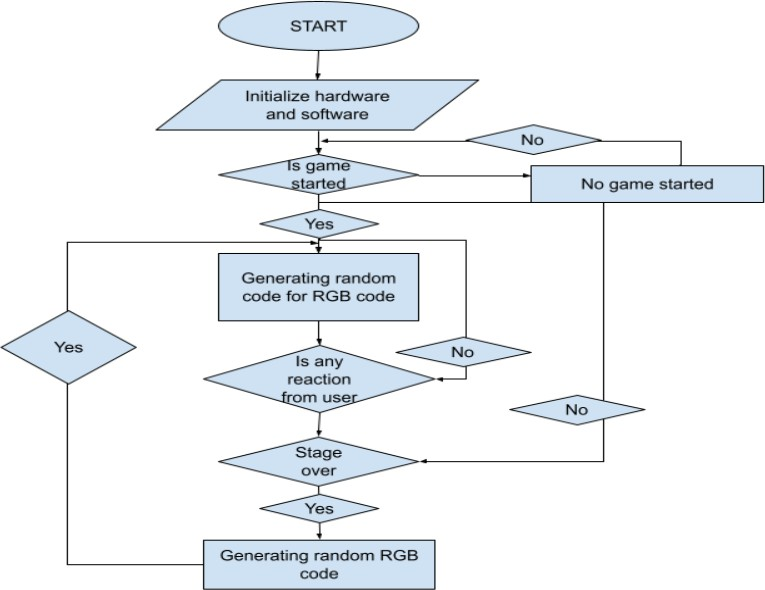 START
Initialize hardware
and software
No
Is game
started
No game started
Yes
Generating random
code for RGB code
Yes
No
Is any
reaction
from user
No
Stage
over
Yes
Generating random RGB
code